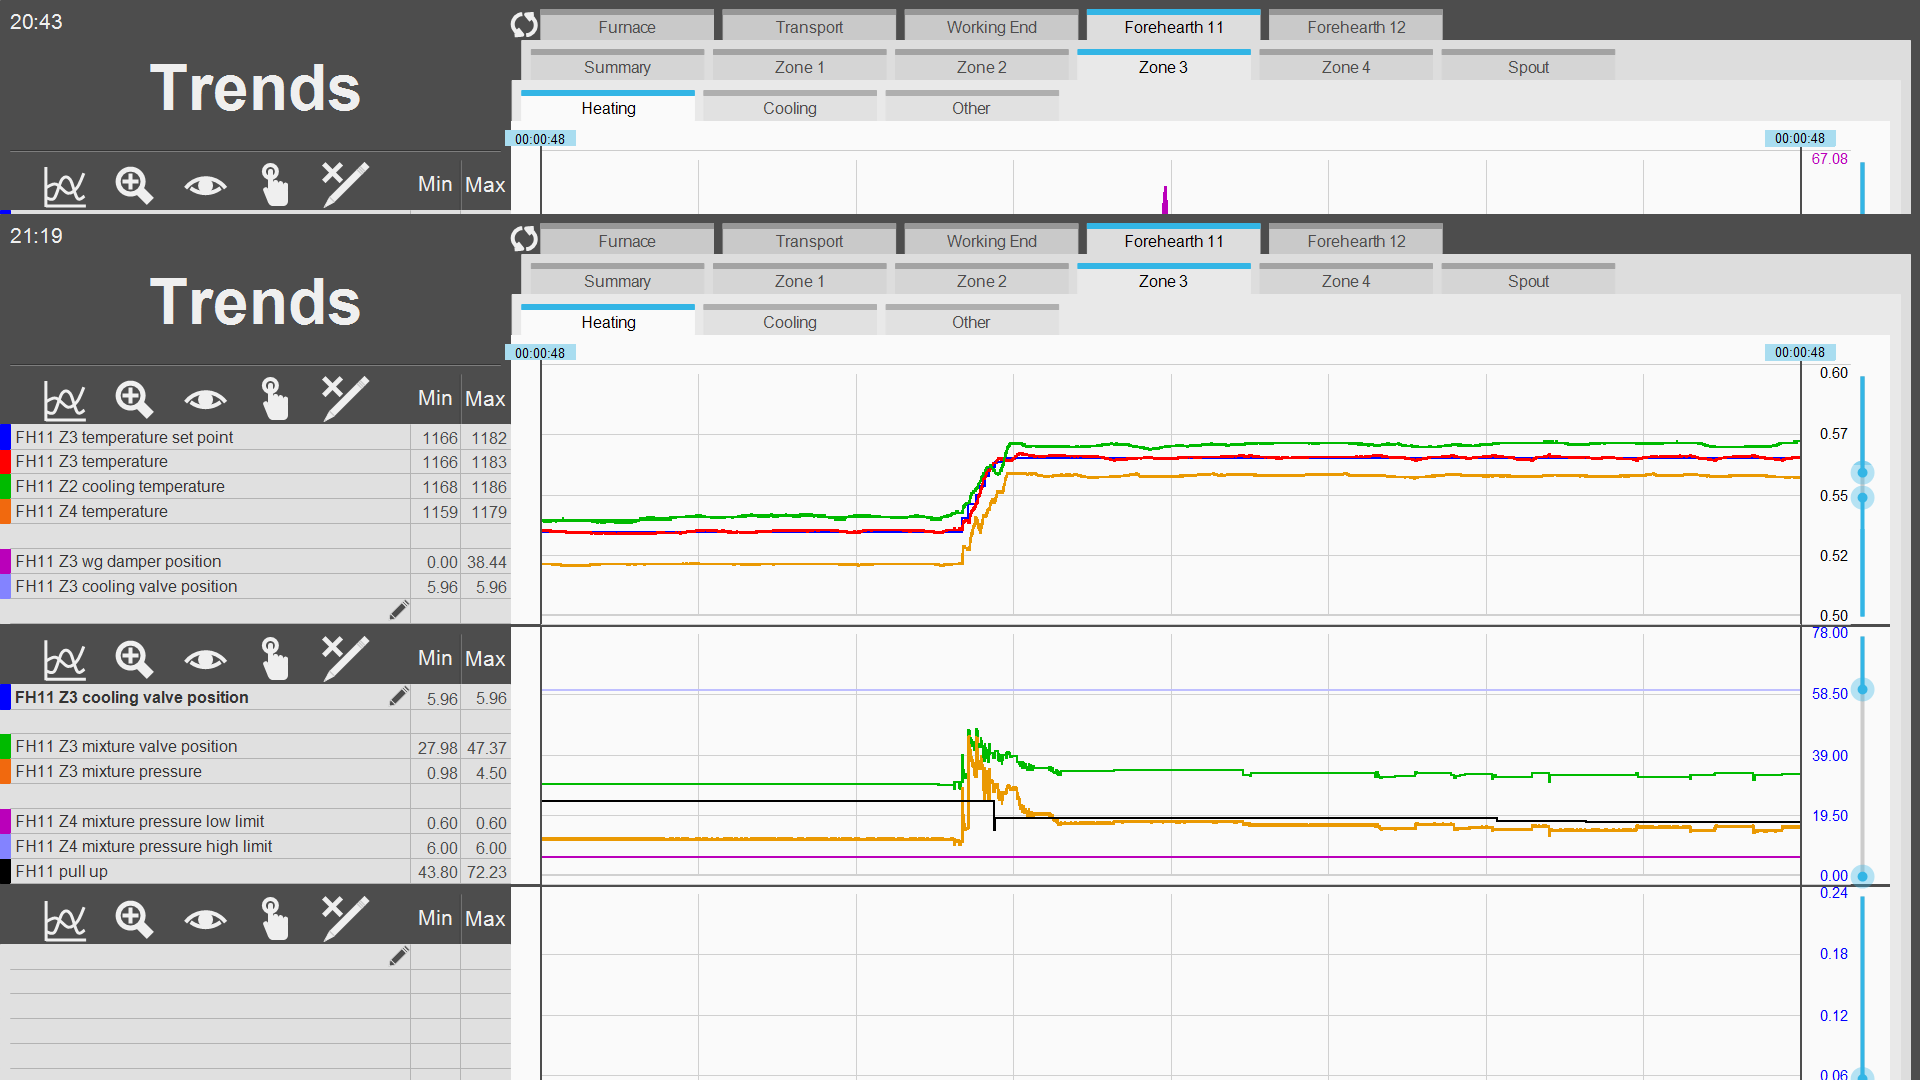 20:43
Furnace Transport Working End Forehearth 11 Forehearth 12
Summary Zone 1 Zone 2 Zone 3 Zone 4 Spout
Trends
Heating Cooling Other
00:00:48 00:00:48
67.08
Min Max
21:19
Furnace Transport Working End Forehearth 11 Forehearth 12
Summary Zone 1 Zone 2 Zone 3 Zone 4 Spout
Trends
Heating Cooling Other
00:00:48 00:00:48
Min Max
FH11 Z3 temperature set point 1166 1182
FH11 Z3 temperature 1166 1183
FH11 Z2 cooling temperature 1168 1186
FH11 Z4 temperature 1159 1179
FH11 Z3 wg damper position 0.00 38.44
FH11 Z3 cooling valve position 5.96 5.96
0.60
0.57
0.55
0.52
0.50
Min Max
FH11 Z3 cooling valve position 5.96 5.96
FH11 Z3 mixture valve position 27.98 47.37
FH11 Z3 mixture pressure 0.98 4.50
FH11 Z4 mixture pressure low limit 0.60 0.60
FH11 Z4 mixture pressure high limit 6.00 6.00
FH11 pull up 43.80 72.23
78.00
58.50
39.00
19.50
0.00
Min Max
0.24
0.18
0.12
0.06